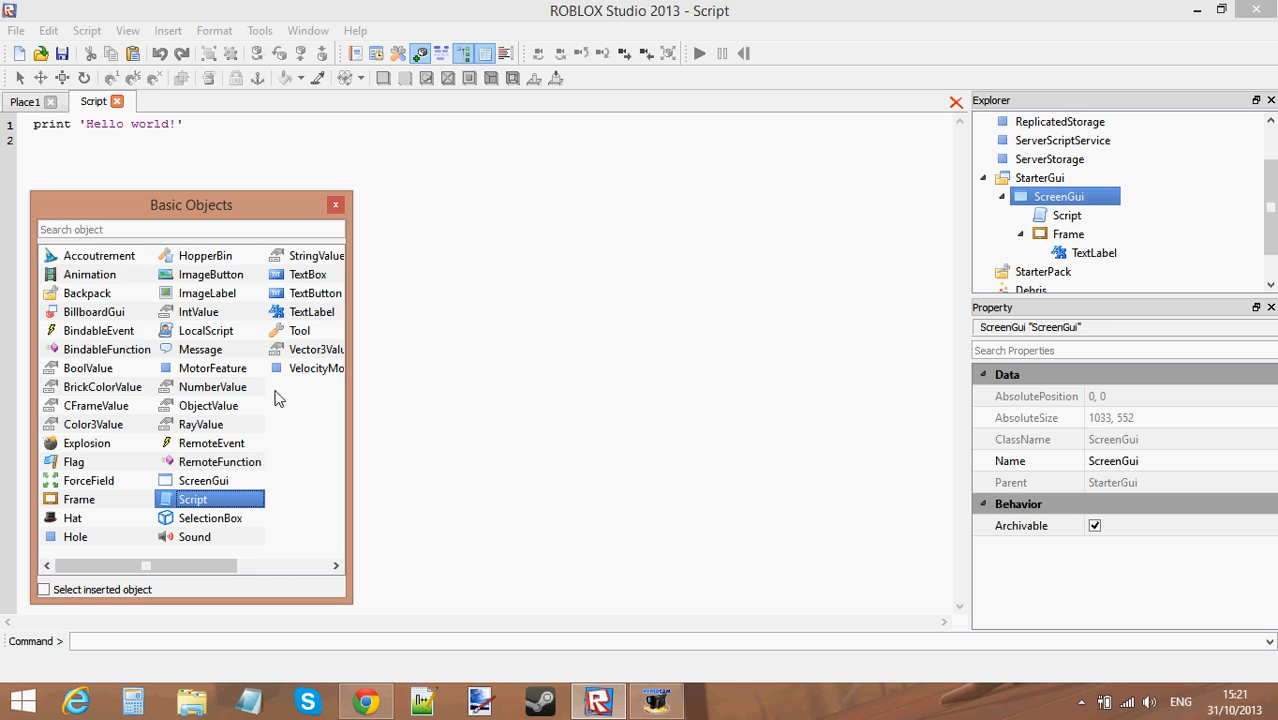 ROBLOX Studio 2013 - Script
File Edit Script View Insert Format Tools Window Help
Place1 Script
Explorer
1 print 'Hello world!'
2
ReplicatedStorage
ServerScriptService
ServerStorage
StarterGui
ScreenGui
Script
Frame
TextLabel
StarterPack
Debris
Basic Objects
Search object
Accoutrement HopperBin StringValue
Animation ImageButton TextBox
Backpack ImageLabel TextButton
BillboardGui IntValue TextLabel
BindableEvent LocalScript Tool
BindableFunction Message Vector3Valu
BoolValue MotorFeature VelocityMo
BrickColorValue NumberValue
CFrameValue ObjectValue
Color3Value RayValue
Explosion RemoteEvent
Flag RemoteFunction
ForceField ScreenGui
Frame Script
Hat SelectionBox
Hole Sound
Select inserted object
Property
ScreenGui "ScreenGui"
Search Properties
Data
AbsolutePosition 0, 0
AbsoluteSize 1033, 552
ClassName ScreenGui
Name ScreenGui
Parent StarterGui
Behavior
Archivable
Command >
ENG
15:21
31/10/2013